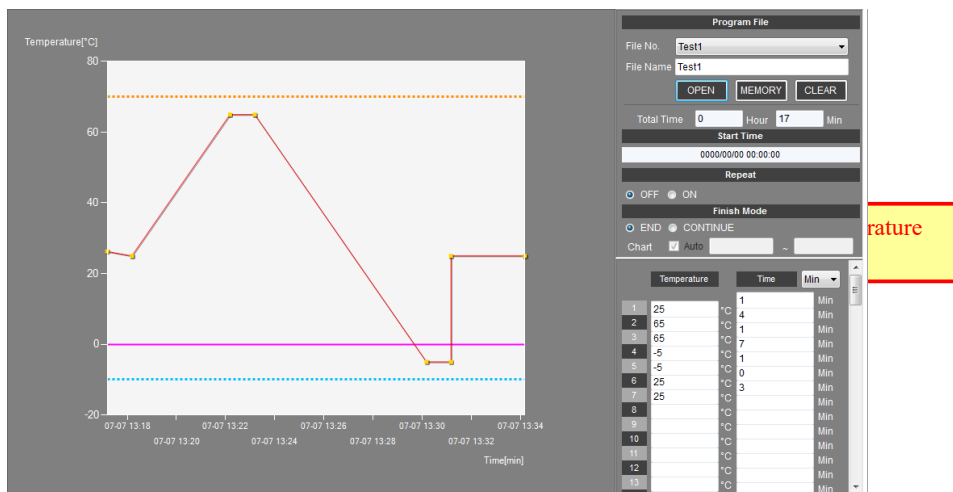 Temperature[°C]
80
60
40
20
0
-20
07-07 13:18
07-07 13:20
07-07 13:22
07-07 13:24
07-07 13:26
07-07 13:28
07-07 13:30
07-07 13:32
07-07 13:34
Time[min]
Program File
File No. Test1
File Name Test1
OPEN MEMORY CLEAR
Total Time 0 Hour 17 Min
Start Time
0000/00/00 00:00:00
Repeat
OFF ON
Finish Mode
END CONTINUE
Chart Auto ~
rature
Temperature Time Min
1 25 °C 1 Min
2 65 °C 4 Min
3 65 °C 1 Min
4 -5 °C 7 Min
5 -5 °C 1 Min
6 25 °C 0 Min
7 25 °C 3 Min
8 °C Min
9 °C Min
10 °C Min
11 °C Min
12 °C Min
13 °C Min